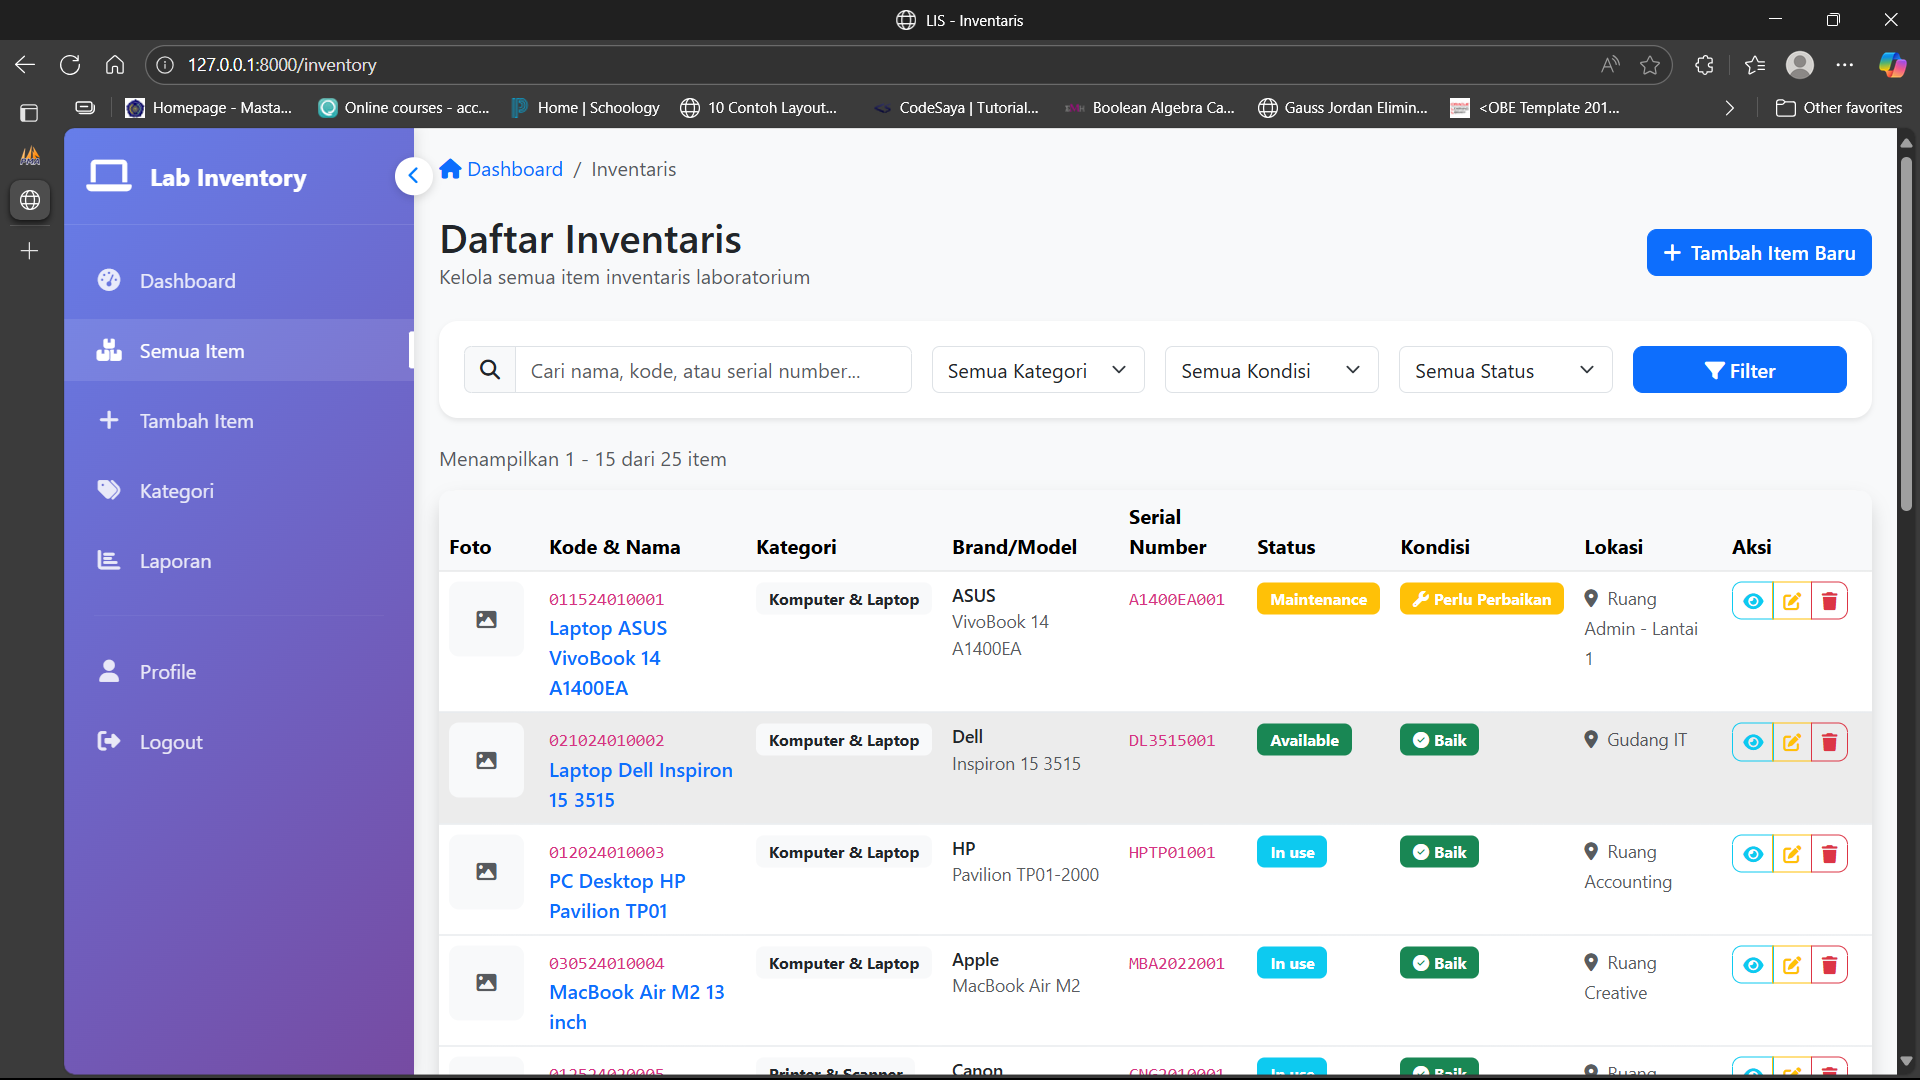 LIS - Inventaris
127.0.0.1:8000/inventory
Homepage - Masta...
Online courses - acc...
Home | Schoology
10 Contoh Layout...
CodeSaya | Tutorial...
Boolean Algebra Ca...
Gauss Jordan Elimin...
<OBE Template 201...
Other favorites
Lab Inventory
Dashboard
Semua Item
Tambah Item
Kategori
Laporan
Profile
Logout
Dashboard / Inventaris
Daftar Inventaris
Kelola semua item inventaris laboratorium
Tambah Item Baru
Cari nama, kode, atau serial number...
Semua Kategori
Semua Kondisi
Semua Status
Filter
Menampilkan 1 - 15 dari 25 item
Foto
Kode & Nama
Kategori
Brand/Model
Serial
Number
Status
Kondisi
Lokasi
Aksi
011524010001
Laptop ASUS
VivoBook 14
A1400EA
Komputer & Laptop
ASUS
VivoBook 14
A1400EA
A1400EA001
Maintenance
Perlu Perbaikan
Ruang
Admin - Lantai
1
021024010002
Laptop Dell Inspiron
15 3515
Komputer & Laptop
Dell
Inspiron 15 3515
DL3515001
Available
Baik
Gudang IT
012024010003
PC Desktop HP
Pavilion TP01
Komputer & Laptop
HP
Pavilion TP01-2000
HPTP01001
In use
Baik
Ruang
Accounting
030524010004
MacBook Air M2 13
inch
Komputer & Laptop
Apple
MacBook Air M2
MBA2022001
In use
Baik
Ruang
Creative
012524020005
Printer & Scanner
Canon
CNG2010001
In use
Baik
Ruang